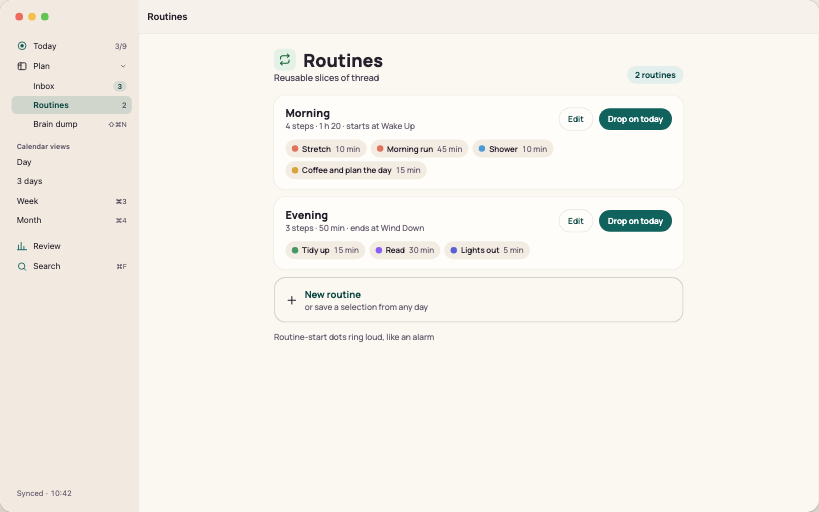 Routines
Today 3/9
Plan
Inbox 3
Routines 2
Brain dump ⇧⌘N
Calendar views
Day
3 days
Week ⌘3
Month ⌘4
Review
Search ⌘F
Synced · 10:42
Routines
Reusable slices of thread
2 routines
Morning
4 steps · 1 h 20 · starts at Wake Up
Edit
Drop on today
Stretch 10 min
Morning run 45 min
Shower 10 min
Coffee and plan the day 15 min
Evening
3 steps · 50 min · ends at Wind Down
Edit
Drop on today
Tidy up 15 min
Read 30 min
Lights out 5 min
New routine
or save a selection from any day
Routine-start dots ring loud, like an alarm